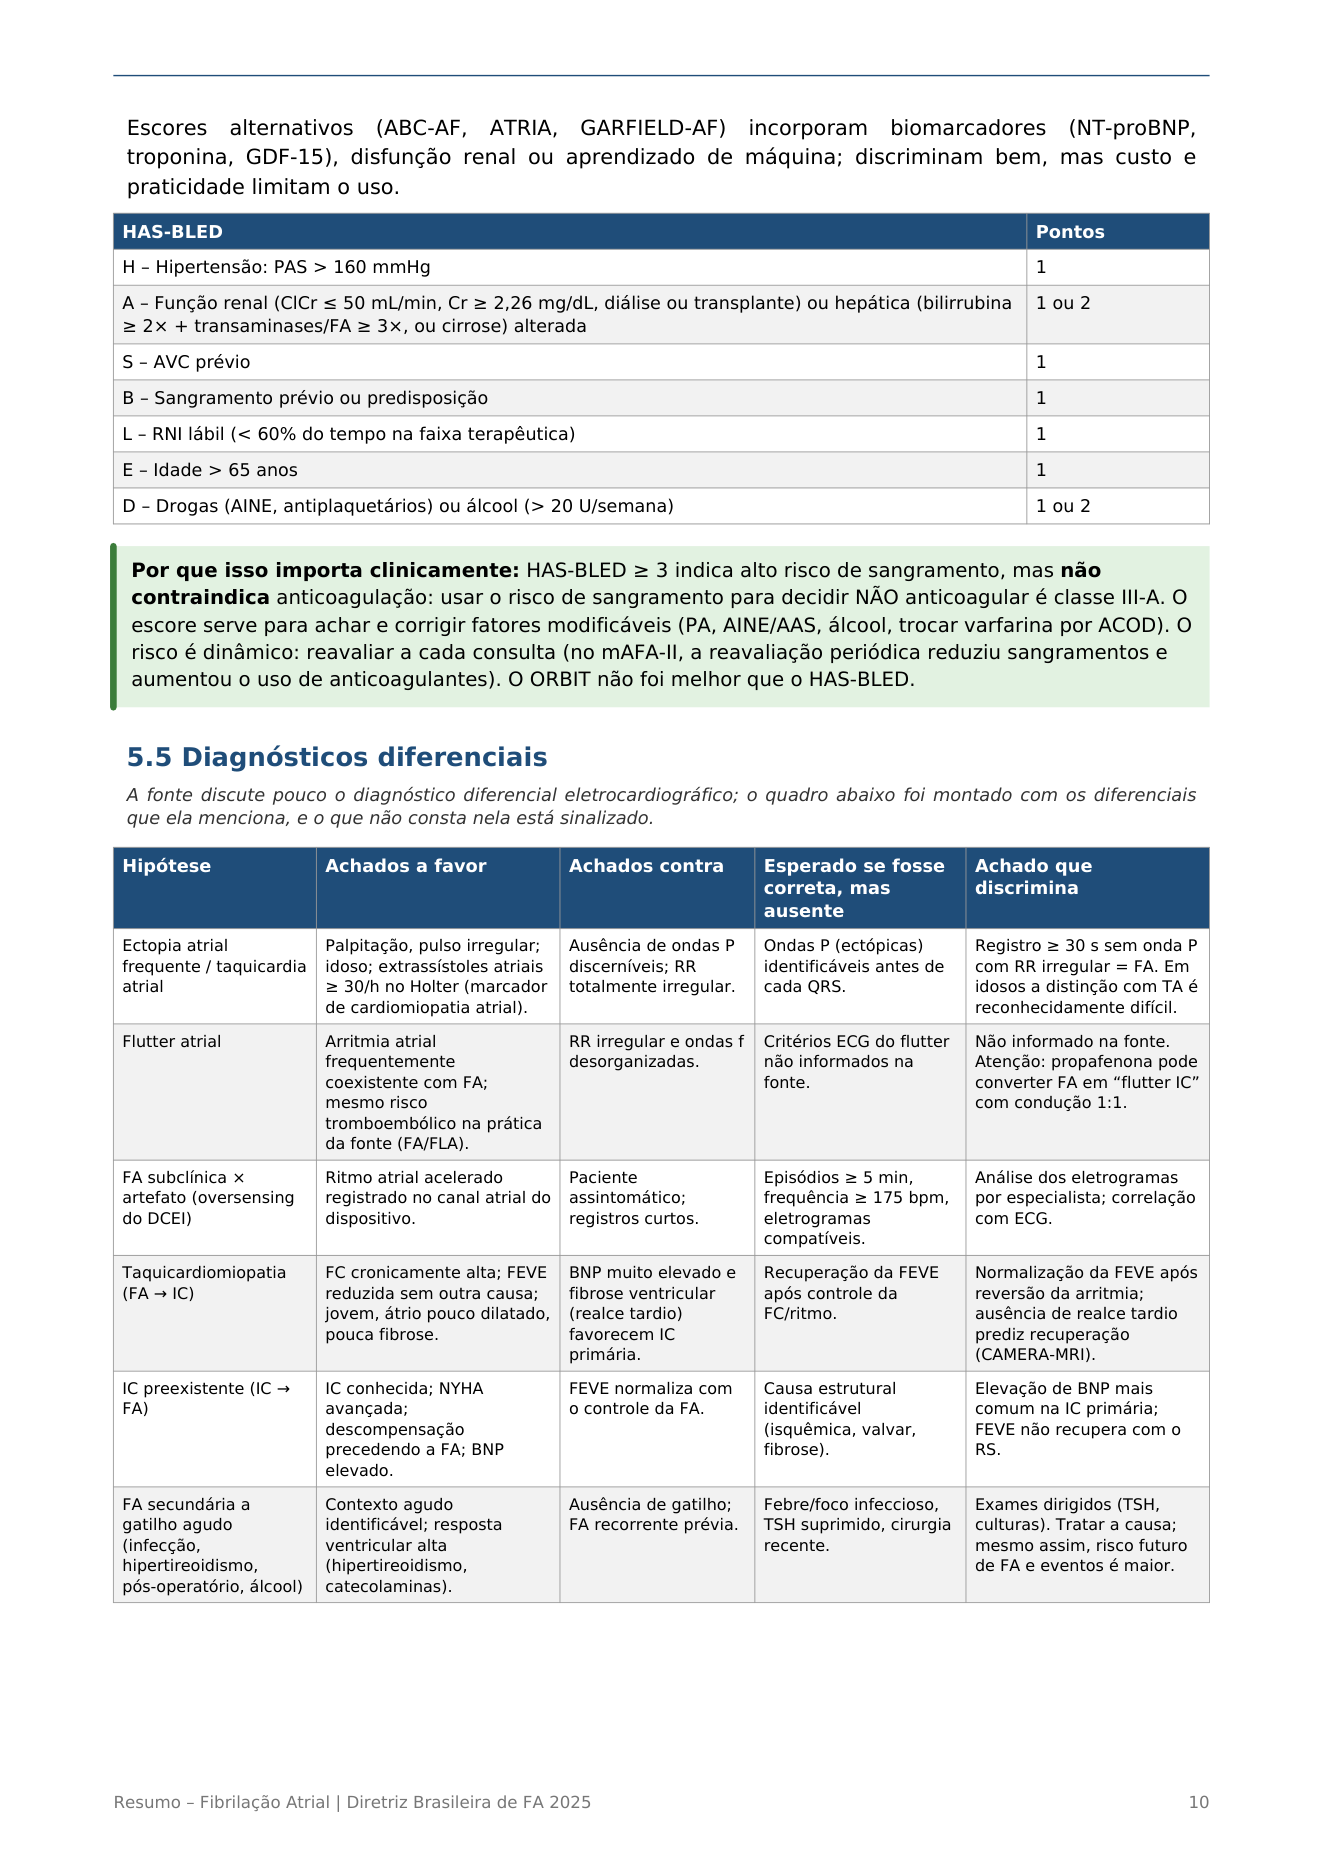 Escores alternativos (ABC-AF, ATRIA, GARFIELD-AF) incorporam biomarcadores (NT-proBNP,
troponina, GDF-15), disfunção renal ou aprendizado de máquina; discriminam bem, mas custo e
praticidade limitam o uso.
HAS-BLED
Pontos
H – Hipertensão: PAS > 160 mmHg
1
A – Função renal (ClCr ≤ 50 mL/min, Cr ≥ 2,26 mg/dL, diálise ou transplante) ou hepática (bilirrubina
≥ 2× + transaminases/FA ≥ 3×, ou cirrose) alterada
1 ou 2
S – AVC prévio
1
B – Sangramento prévio ou predisposição
1
L – RNI lábil (< 60% do tempo na faixa terapêutica)
1
E – Idade > 65 anos
1
D – Drogas (AINE, antiplaquetários) ou álcool (> 20 U/semana)
1 ou 2
Por que isso importa clinicamente: HAS-BLED ≥ 3 indica alto risco de sangramento, mas não
contraindica anticoagulação: usar o risco de sangramento para decidir NÃO anticoagular é classe III-A. O
escore serve para achar e corrigir fatores modificáveis (PA, AINE/AAS, álcool, trocar varfarina por ACOD). O
risco é dinâmico: reavaliar a cada consulta (no mAFA-II, a reavaliação periódica reduziu sangramentos e
aumentou o uso de anticoagulantes). O ORBIT não foi melhor que o HAS-BLED.
5.5 Diagnósticos diferenciais
A fonte discute pouco o diagnóstico diferencial eletrocardiográfico; o quadro abaixo foi montado com os diferenciais
que ela menciona, e o que não consta nela está sinalizado.
Hipótese
Achados a favor
Achados contra
Esperado se fosse
correta, mas
ausente
Achado que
discrimina
Ectopia atrial
frequente / taquicardia
atrial
Palpitação, pulso irregular;
idoso; extrassístoles atriais
≥ 30/h no Holter (marcador
de cardiomiopatia atrial).
Ausência de ondas P
discerníveis; RR
totalmente irregular.
Ondas P (ectópicas)
identificáveis antes de
cada QRS.
Registro ≥ 30 s sem onda P
com RR irregular = FA. Em
idosos a distinção com TA é
reconhecidamente difícil.
Flutter atrial
Arritmia atrial
frequentemente
coexistente com FA;
mesmo risco
tromboembólico na prática
da fonte (FA/FLA).
RR irregular e ondas f
desorganizadas.
Critérios ECG do flutter
não informados na
fonte.
Não informado na fonte.
Atenção: propafenona pode
converter FA em “flutter IC”
com condução 1:1.
FA subclínica ×
artefato (oversensing
do DCEI)
Ritmo atrial acelerado
registrado no canal atrial do
dispositivo.
Paciente
assintomático;
registros curtos.
Episódios ≥ 5 min,
frequência ≥ 175 bpm,
eletrogramas
compatíveis.
Análise dos eletrogramas
por especialista; correlação
com ECG.
Taquicardiomiopatia
(FA → IC)
FC cronicamente alta; FEVE
reduzida sem outra causa;
jovem, átrio pouco dilatado,
pouca fibrose.
BNP muito elevado e
fibrose ventricular
(realce tardio)
favorecem IC
primária.
Recuperação da FEVE
após controle da
FC/ritmo.
Normalização da FEVE após
reversão da arritmia;
ausência de realce tardio
prediz recuperação
(CAMERA-MRI).
IC preexistente (IC →
FA)
IC conhecida; NYHA
avançada;
descompensação
precedendo a FA; BNP
elevado.
FEVE normaliza com
o controle da FA.
Causa estrutural
identificável
(isquêmica, valvar,
fibrose).
Elevação de BNP mais
comum na IC primária;
FEVE não recupera com o
RS.
FA secundária a
gatilho agudo
(infecção,
hipertireoidismo,
pós-operatório, álcool)
Contexto agudo
identificável; resposta
ventricular alta
(hipertireoidismo,
catecolaminas).
Ausência de gatilho;
FA recorrente prévia.
Febre/foco infeccioso,
TSH suprimido, cirurgia
recente.
Exames dirigidos (TSH,
culturas). Tratar a causa;
mesmo assim, risco futuro
de FA e eventos é maior.
Resumo – Fibrilação Atrial | Diretriz Brasileira de FA 2025
10